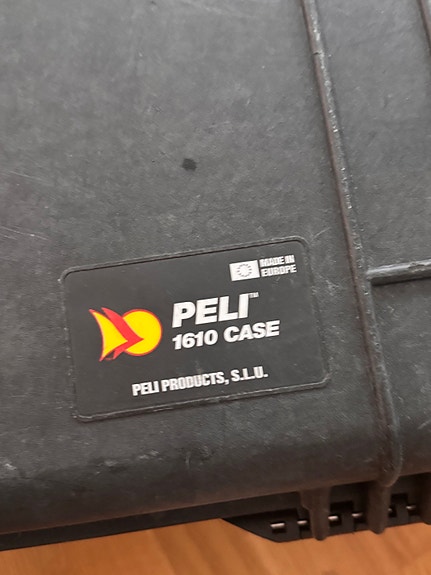 MADE IN
EUROPE
PELI™
1610 CASE
PELI PRODUCTS, S.L.U.